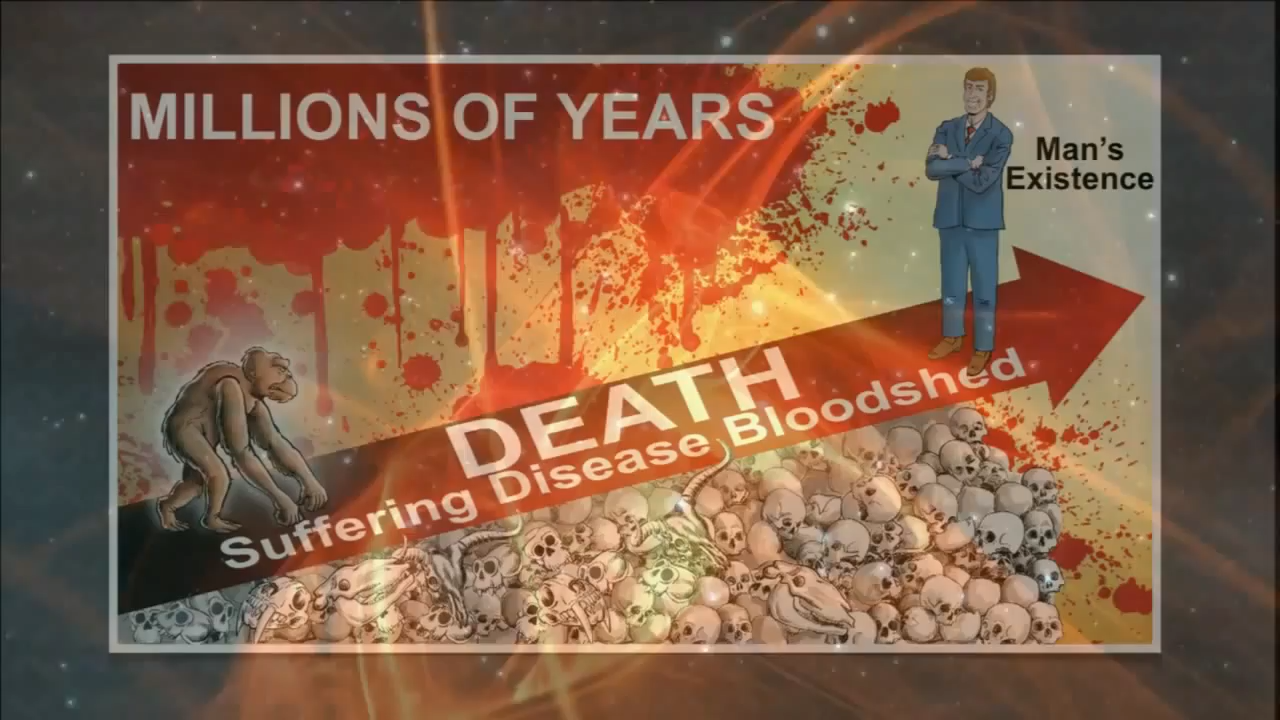 MILLIONS OF YEARS
Man's
Existence
DEATH
Suffering Disease Bloodshed